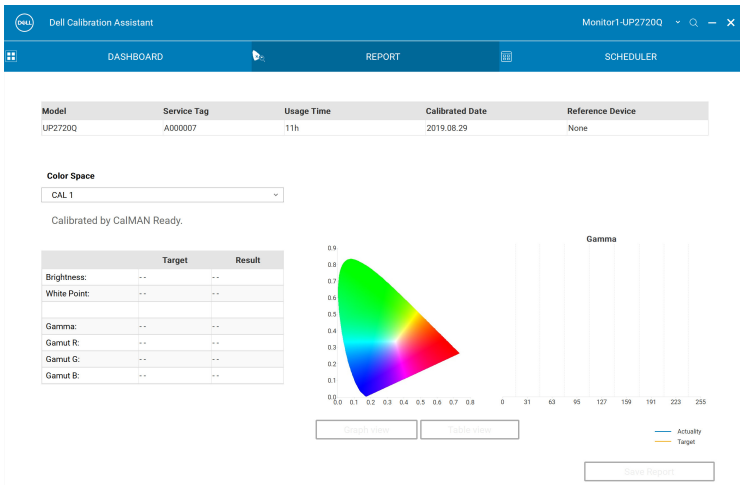 DELL Dell Calibration Assistant Monitor1-UP2720Q
DASHBOARD REPORT SCHEDULER
Model Service Tag Usage Time Calibrated Date Reference Device
UP2720Q A000007 11h 2019.08.29 None
Color Space
CAL 1
Calibrated by CalMAN Ready.
Target Result
Brightness: -- --
White Point: -- --
Gamma: -- --
Gamut R: -- --
Gamut G: -- --
Gamut B: -- --
0.9
0.8
0.7
0.6
0.5
0.4
0.3
0.2
0.1
0.0
0.0 0.1 0.2 0.3 0.4 0.5 0.6 0.7 0.8
Gamma
0 31 63 95 127 159 191 223 255
Graph view Table view
Actuality
Target
Save Report